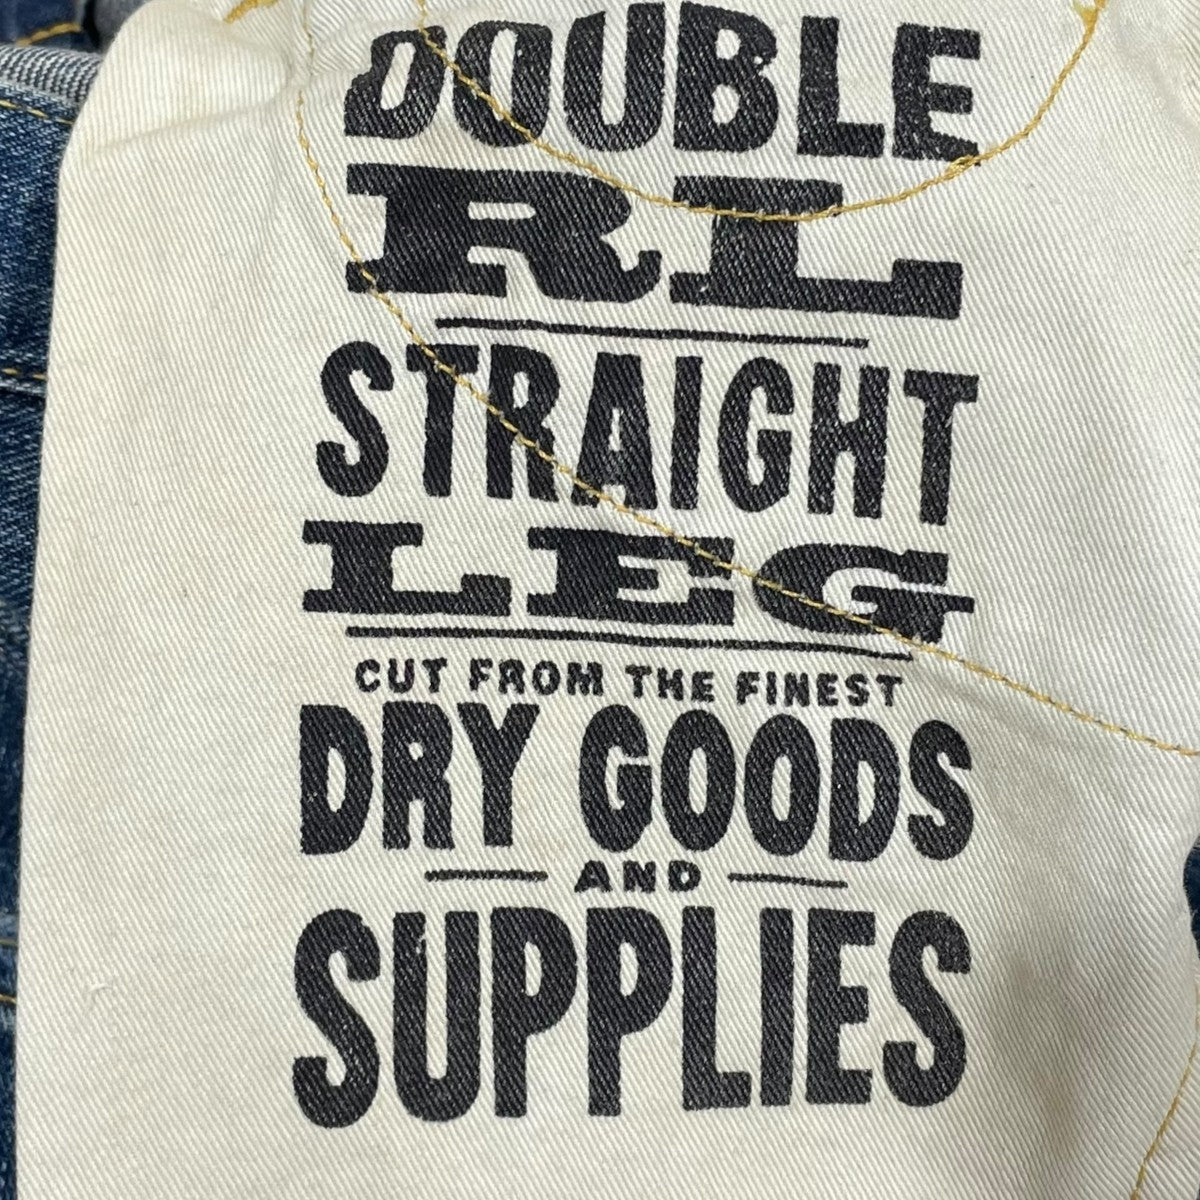 DOUBLE
RL
STRAIGHT
LEG
CUT FROM THE FINEST
DRY GOODS
AND
SUPPLIES